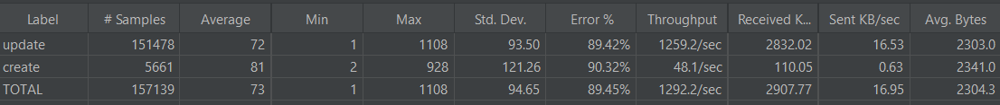 Label # Samples Average Min Max Std. Dev. Error % Throughput Received K... Sent KB/sec Avg. Bytes
update 151478 72 1 1108 93.50 89.42% 1259.2/sec 2832.02 16.53 2303.0
create 5661 81 2 928 121.26 90.32% 48.1/sec 110.05 0.63 2341.0
TOTAL 157139 73 1 1108 94.65 89.45% 1292.2/sec 2907.77 16.95 2304.3